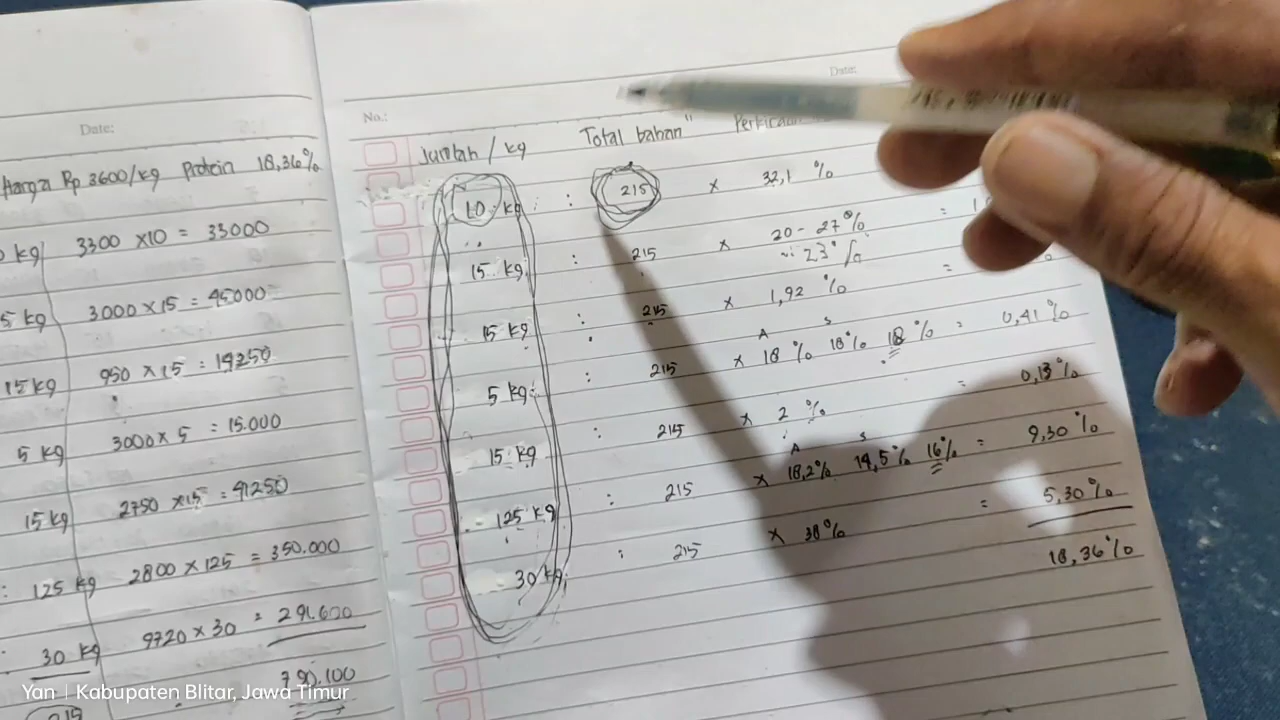 Date:
Harga Rp 3600/kg Protein 18,36%
kg 3300 x 10 = 33000
5 kg 3000 x 15 = 45000
15 kg 950 x 15 = 14250
5 kg 3000 x 5 = 15.000
15 kg 2750 x 15 = 41250
: 125 kg 2800 x 125 = 350.000
30 kg 9720 x 30 = 291.600
790.100
215
No.:
Date:
Jumlah / kg Total bahan"
10 kg : 215 x 32,1 %
15 kg : 215 x 20 - 27% =
23 %
15 kg : 215 x 1,92 % =
A S
5 kg : 215 x 18 % 18% 18 % = 0,41 %
15 kg : 215 x 2 % = 0,13%
A S
125 kg : 215 x 18,2% 14,5% 16% = 9,30 %
30 kg : 215 x 38% = 5,30 %
18,36%
Yan | Kabupaten Blitar, Jawa Timur